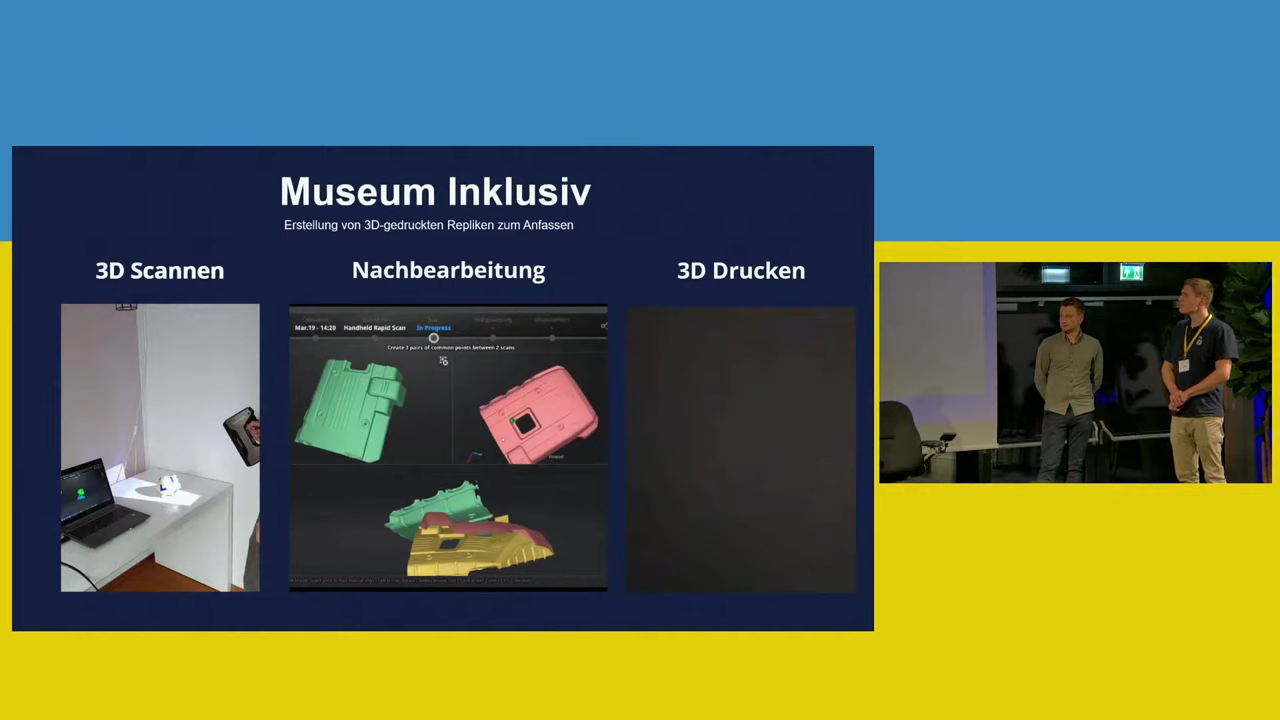 Museum Inklusiv
Erstellung von 3D-gedruckten Repliken zum Anfassen
3D Scannen
Nachbearbeitung
3D Drucken
Mar.19 - 14:20 Handheld Rapid Scan In Progress
Create 3 pairs of common points between 2 scans